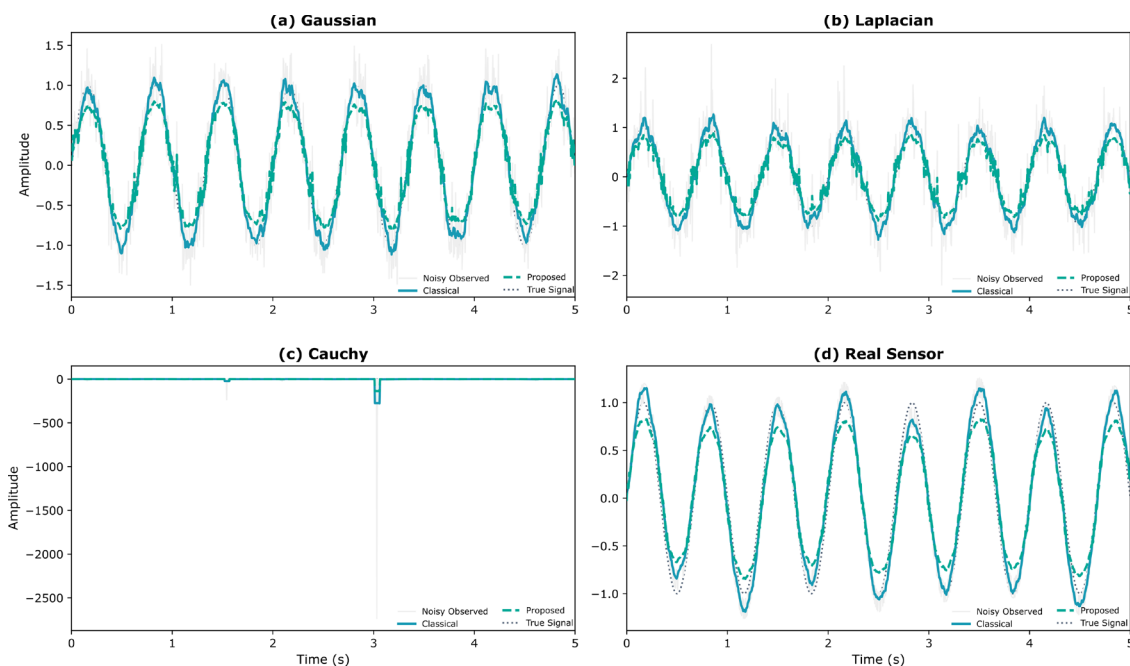 (a) Gaussian
1.5
1.0
0.5
0.0
−0.5
−1.0
−1.5
Amplitude
Noisy Observed
Classical
Proposed
True Signal
0 1 2 3 4 5
(b) Laplacian
2
1
0
−1
−2
Noisy Observed
Classical
Proposed
True Signal
0 1 2 3 4 5
(c) Cauchy
0
−500
−1000
−1500
−2000
−2500
Amplitude
Noisy Observed
Classical
Proposed
True Signal
0 1 2 3 4 5
Time (s)
(d) Real Sensor
1.0
0.5
0.0
−0.5
−1.0
Noisy Observed
Classical
Proposed
True Signal
0 1 2 3 4 5
Time (s)